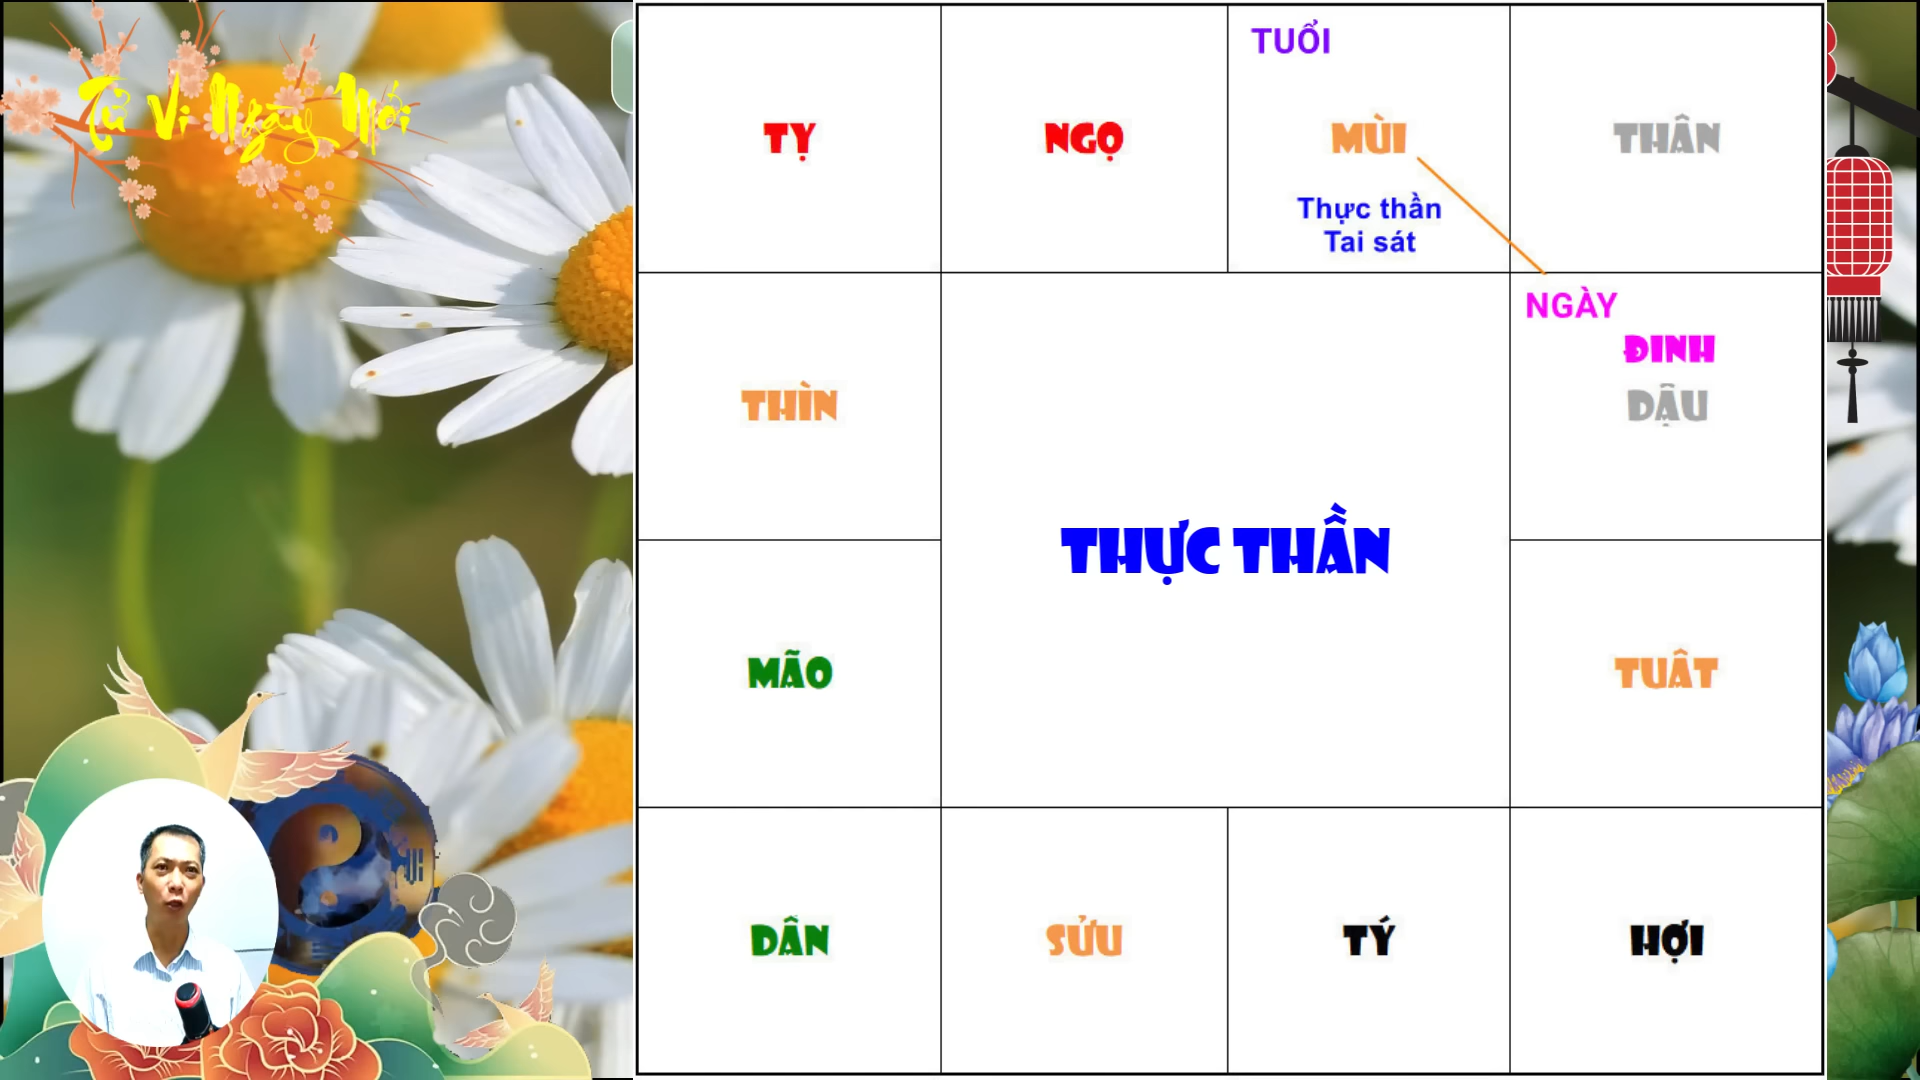 Tử Vi Ngày Mới
TUỔI
TỴ
NGỌ
MÙI
THÂN
Thực thần
Tai sát
NGÀY
ĐINH
THÌN
DẬU
THỰC THẦN
MÃO
TUẤT
DẦN
SỬU
TÝ
HỢI